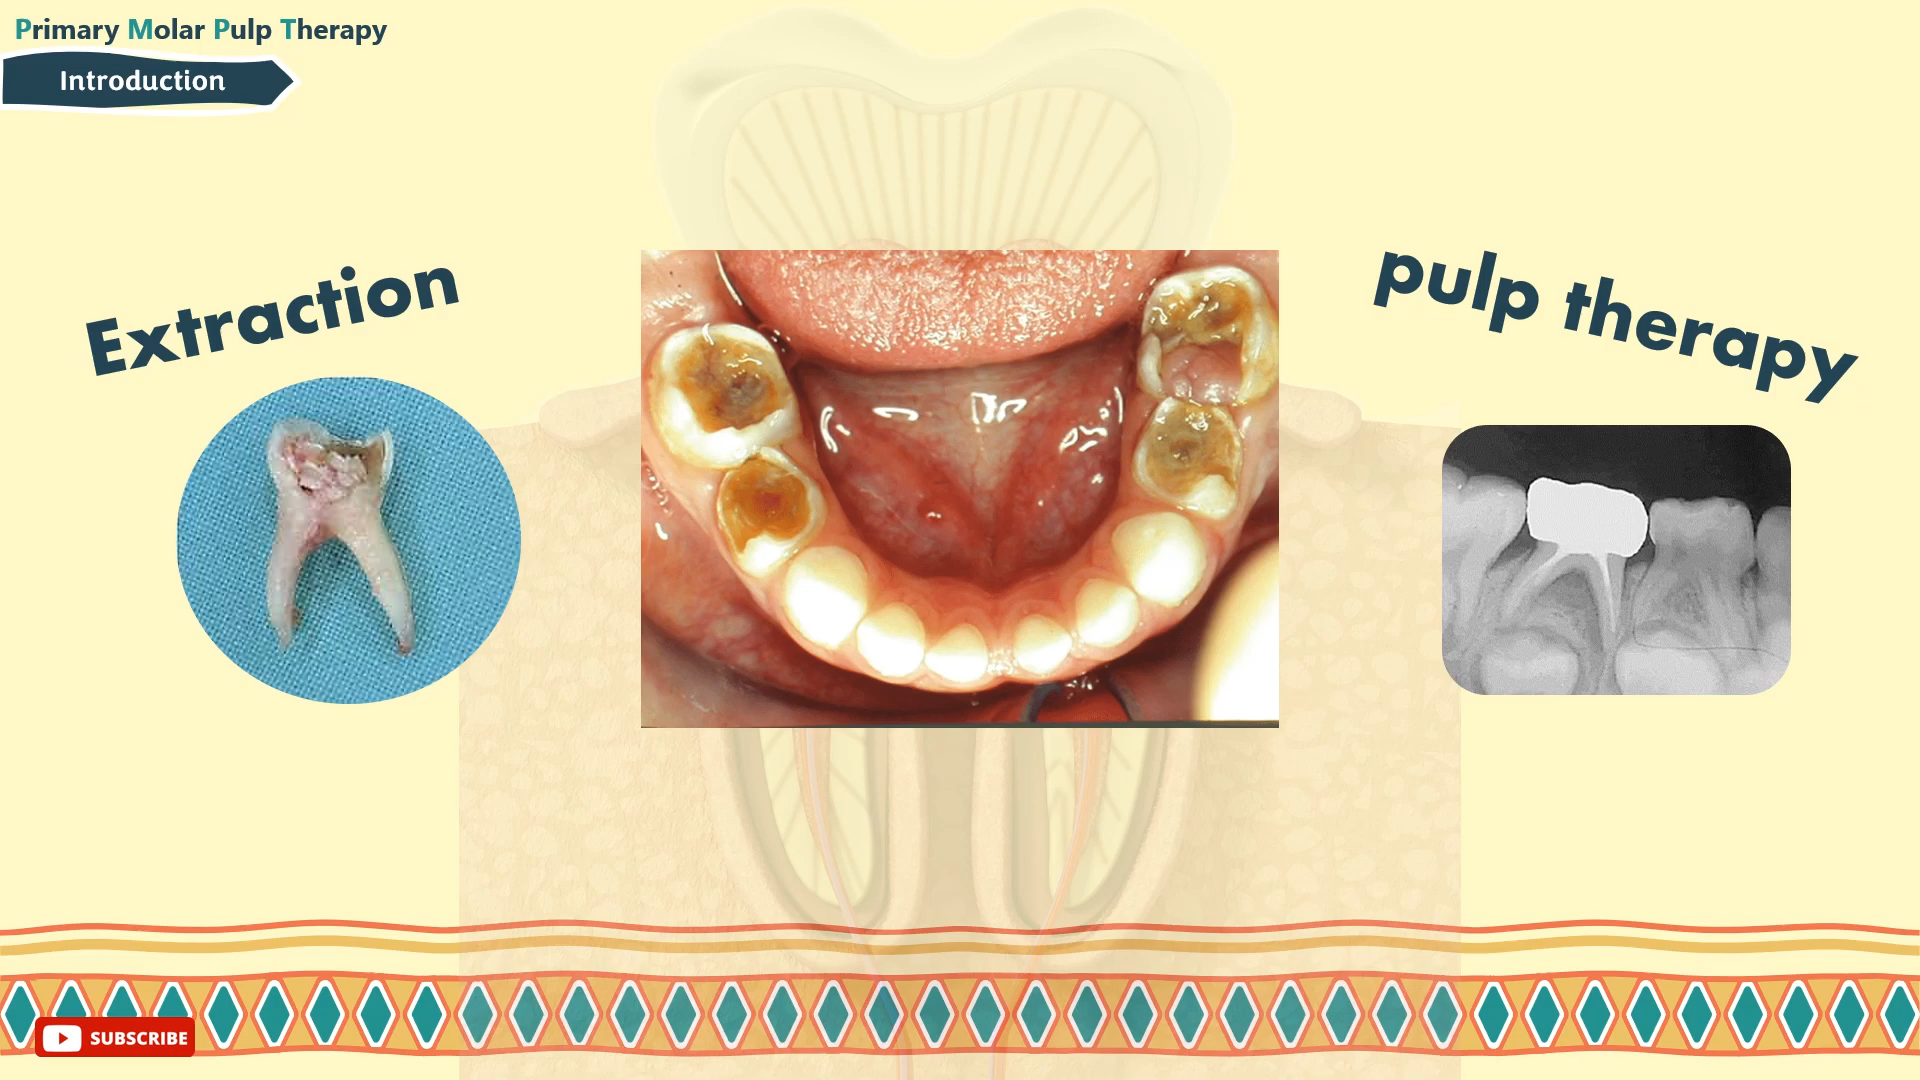 Primary Molar Pulp Therapy
Introduction
Extraction
pulp therapy
SUBSCRIBE